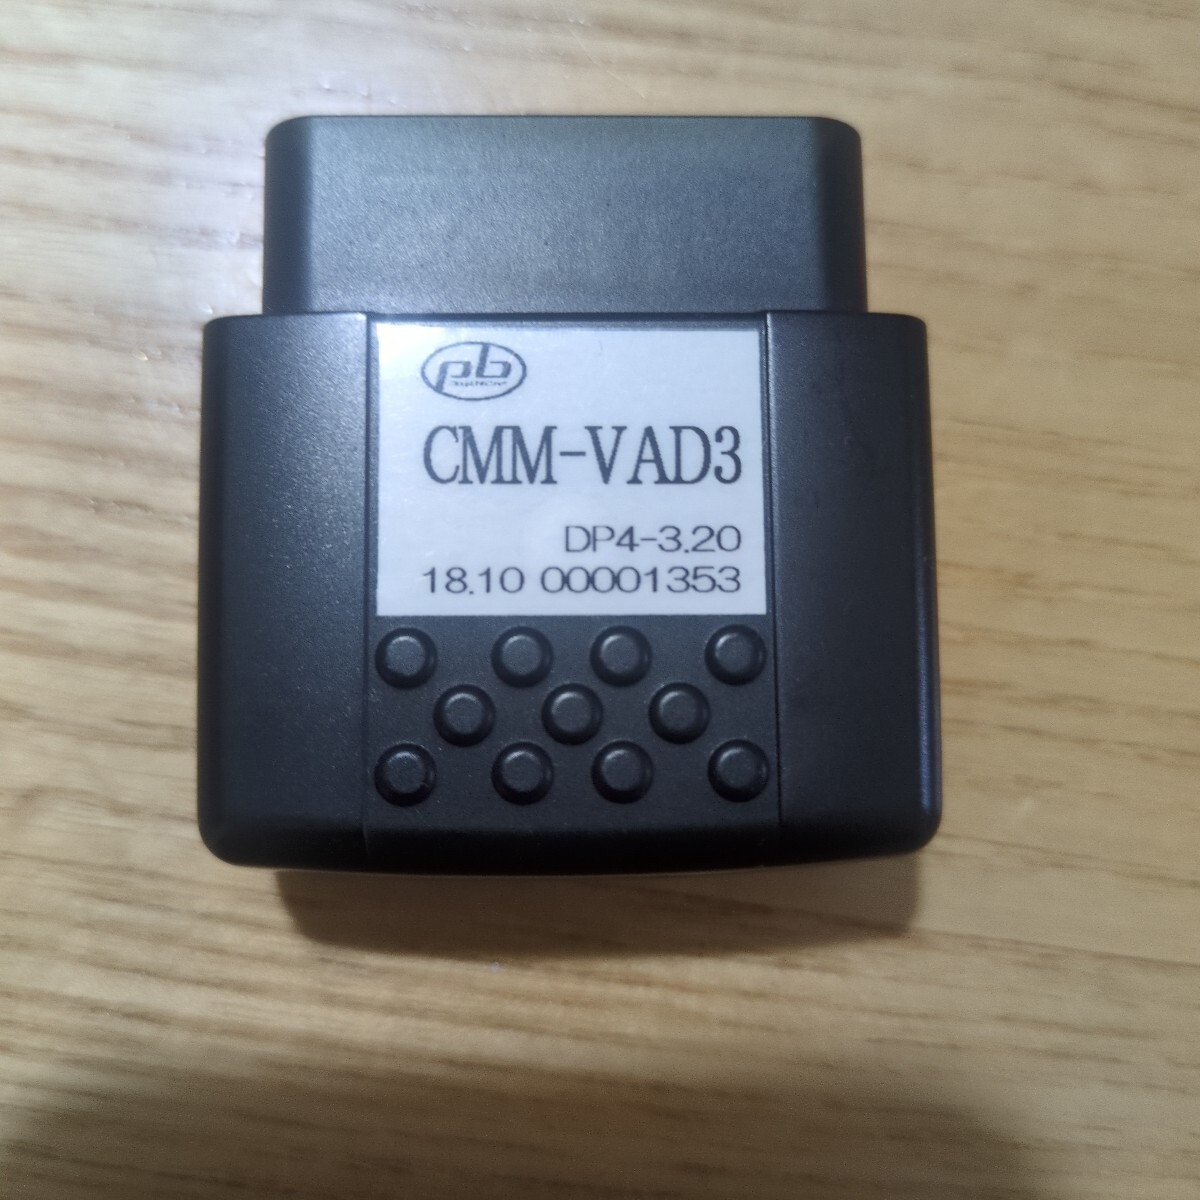 pb
CMM-VAD3
DP4-3.20
18.10 00001353